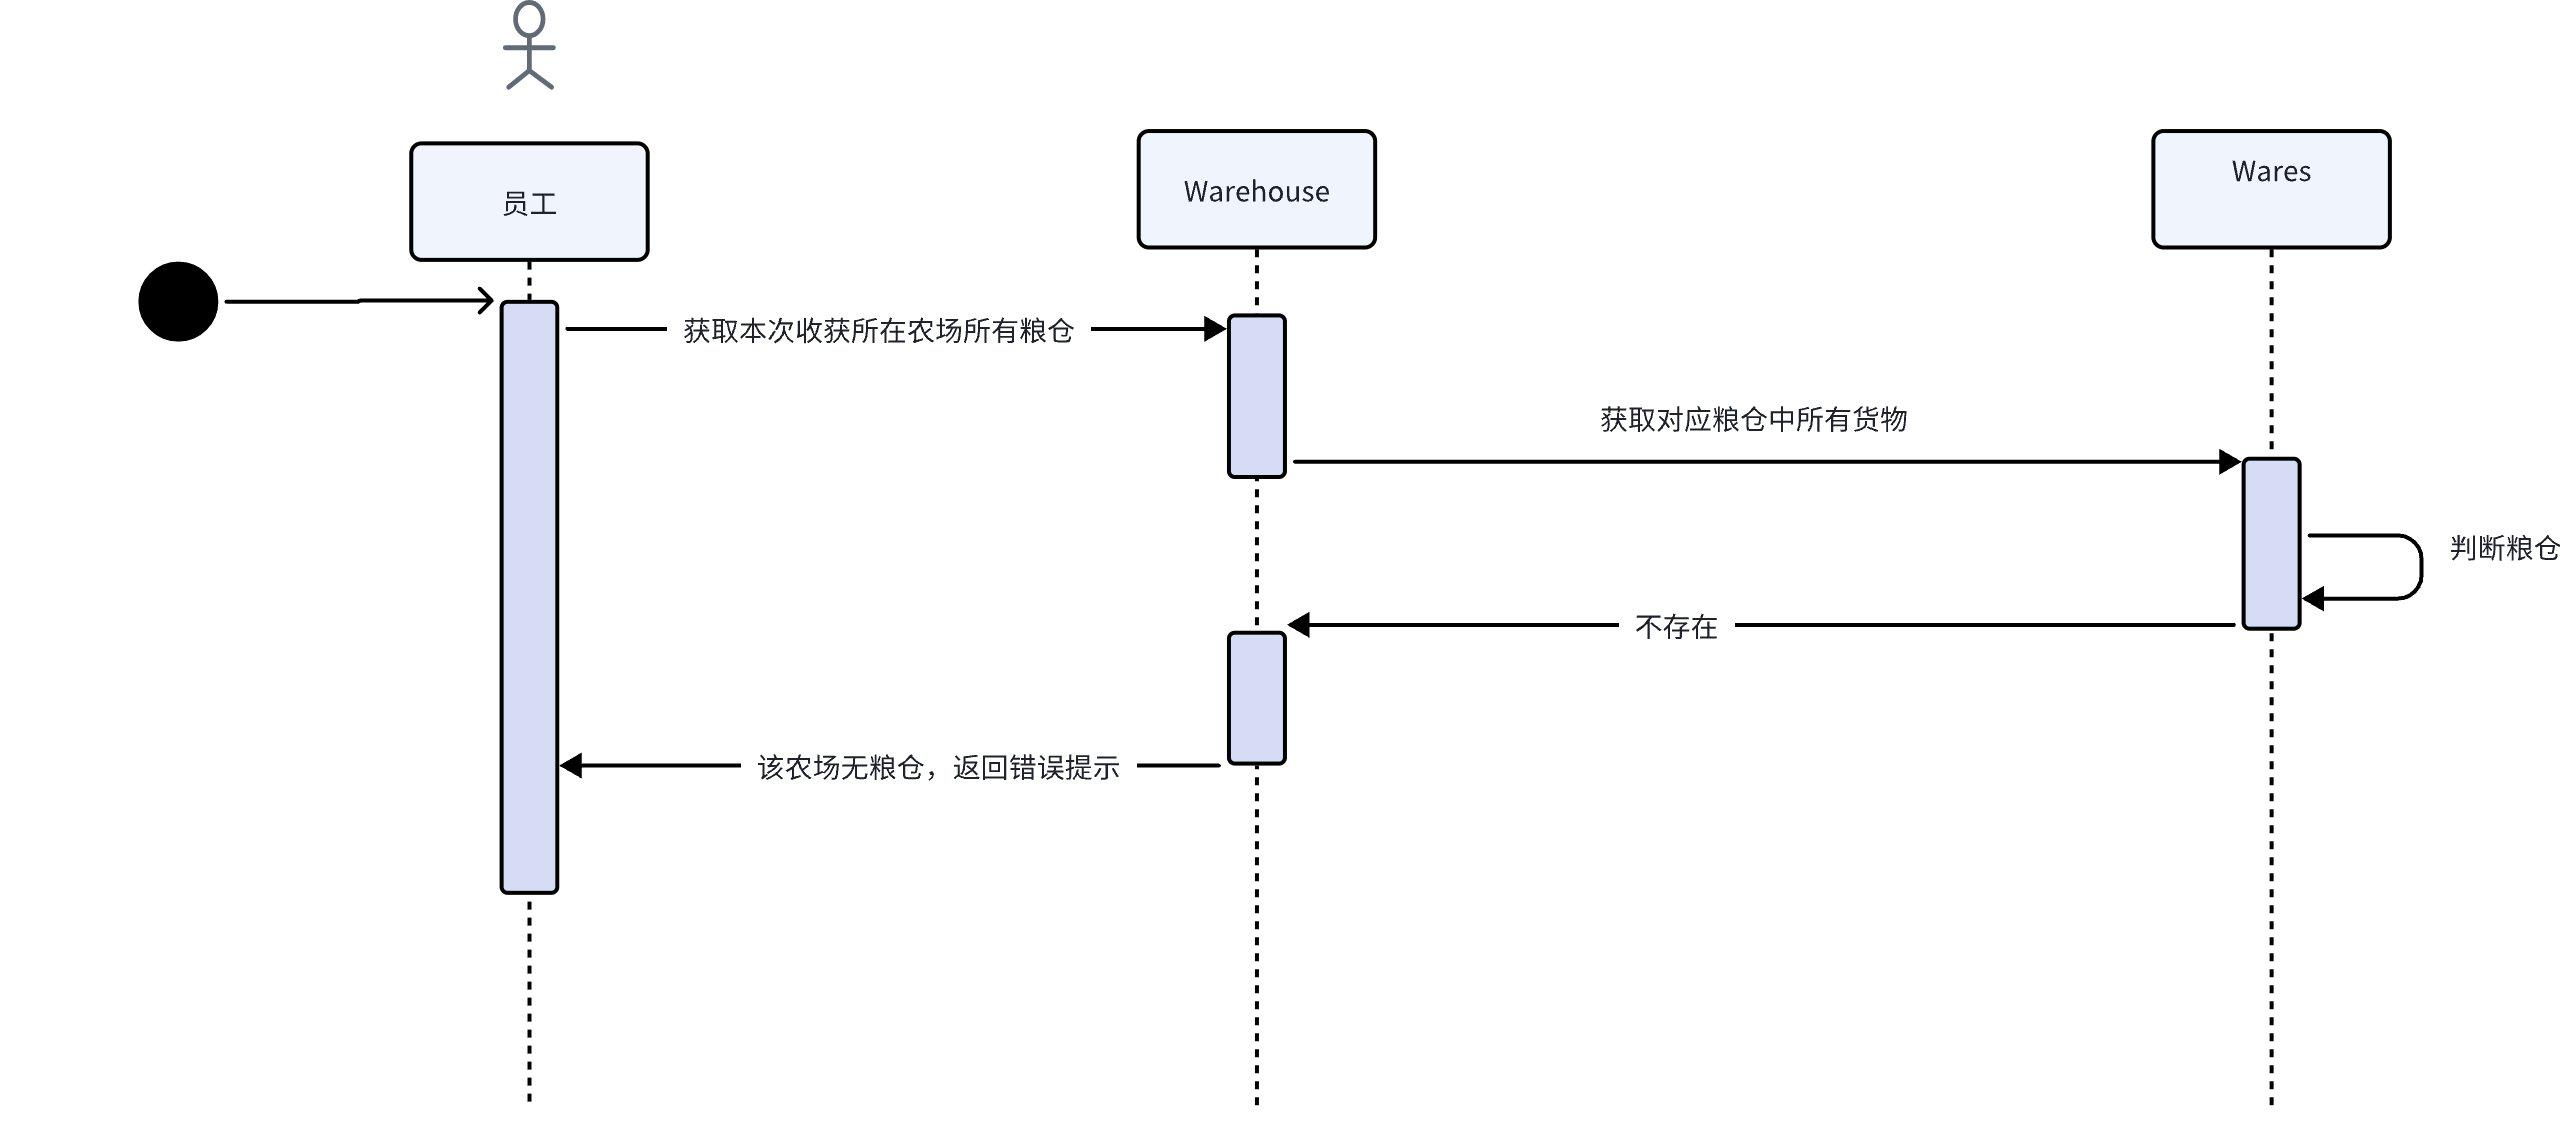 员工
Warehouse
Wares
获取本次收获所在农场所有粮仓
获取对应粮仓中所有货物
判断粮仓
不存在
该农场无粮仓，返回错误提示